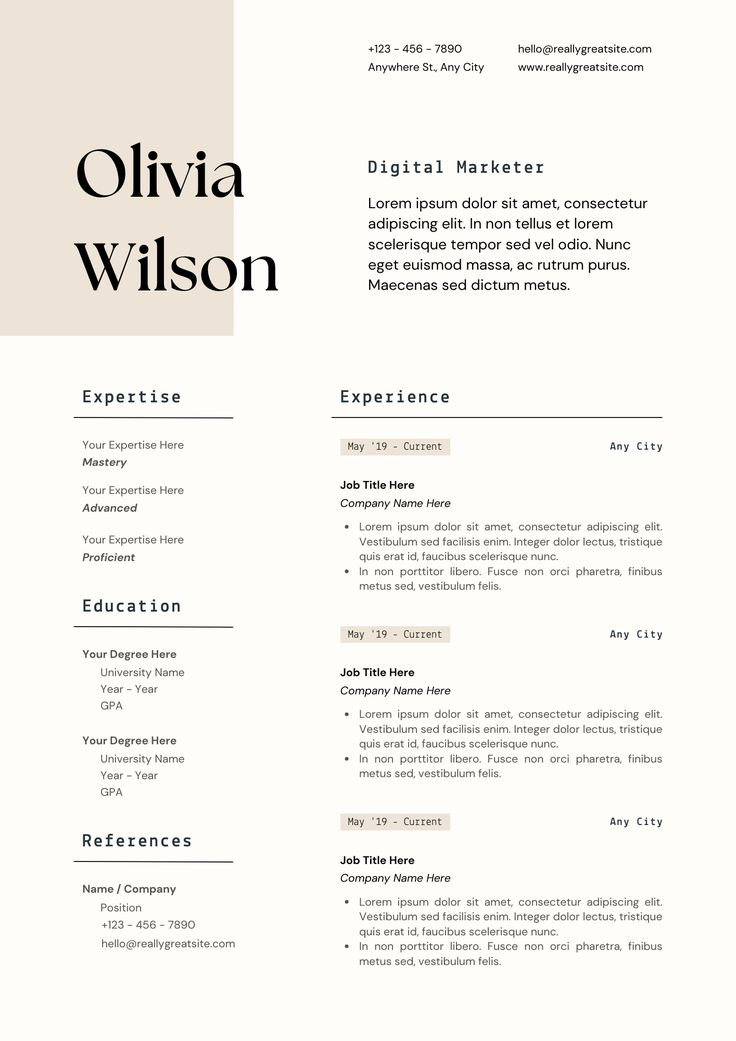 +123 - 456 - 7890
hello@reallygreatsite.com
Anywhere St., Any City
www.reallygreatsite.com
Olivia
Wilson
Digital Marketer
Lorem ipsum dolor sit amet, consectetur
adipiscing elit. In non tellus et lorem
scelerisque tempor sed vel odio. Nunc
eget euismod massa, ac rutrum purus.
Maecenas sed dictum metus.
Expertise
Your Expertise Here
Mastery
Your Expertise Here
Advanced
Your Expertise Here
Proficient
Education
Your Degree Here
University Name
Year - Year
GPA
Your Degree Here
University Name
Year - Year
GPA
References
Name / Company
Position
+123 - 456 - 7890
hello@reallygreatsite.com
Experience
May '19 - Current
Any City
Job Title Here
Company Name Here
• Lorem ipsum dolor sit amet, consectetur adipiscing elit.
Vestibulum sed facilisis enim. Integer dolor lectus, tristique
quis erat id, faucibus scelerisque nunc.
• In non porttitor libero. Fusce non orci pharetra, finibus
metus sed, vestibulum felis.
May '19 - Current
Any City
Job Title Here
Company Name Here
• Lorem ipsum dolor sit amet, consectetur adipiscing elit.
Vestibulum sed facilisis enim. Integer dolor lectus, tristique
quis erat id, faucibus scelerisque nunc.
• In non porttitor libero. Fusce non orci pharetra, finibus
metus sed, vestibulum felis.
May '19 - Current
Any City
Job Title Here
Company Name Here
• Lorem ipsum dolor sit amet, consectetur adipiscing elit.
Vestibulum sed facilisis enim. Integer dolor lectus, tristique
quis erat id, faucibus scelerisque nunc.
• In non porttitor libero. Fusce non orci pharetra, finibus
metus sed, vestibulum felis.